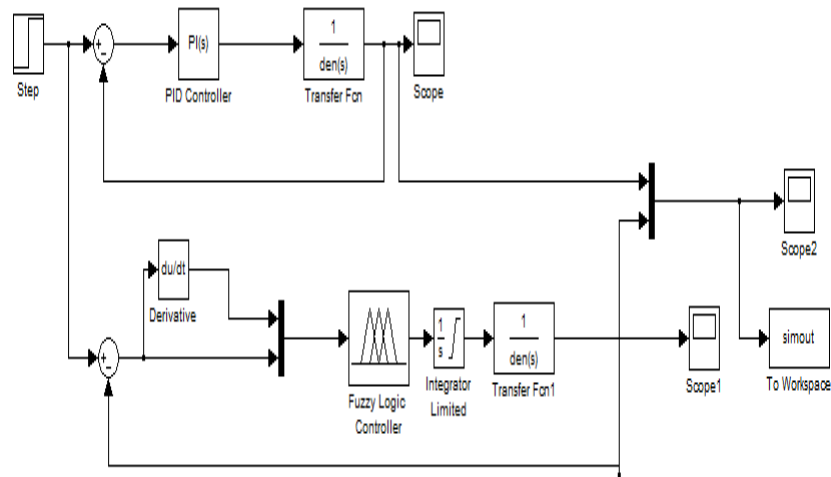 Step
+
−
PI(s)
PID Controller
1
den(s)
Transfer Fcn
Scope
Scope2
du/dt
Derivative
+
−
Fuzzy Logic
Controller
1
s
Integrator
Limited
1
den(s)
Transfer Fcn1
Scope1
simout
To Workspace